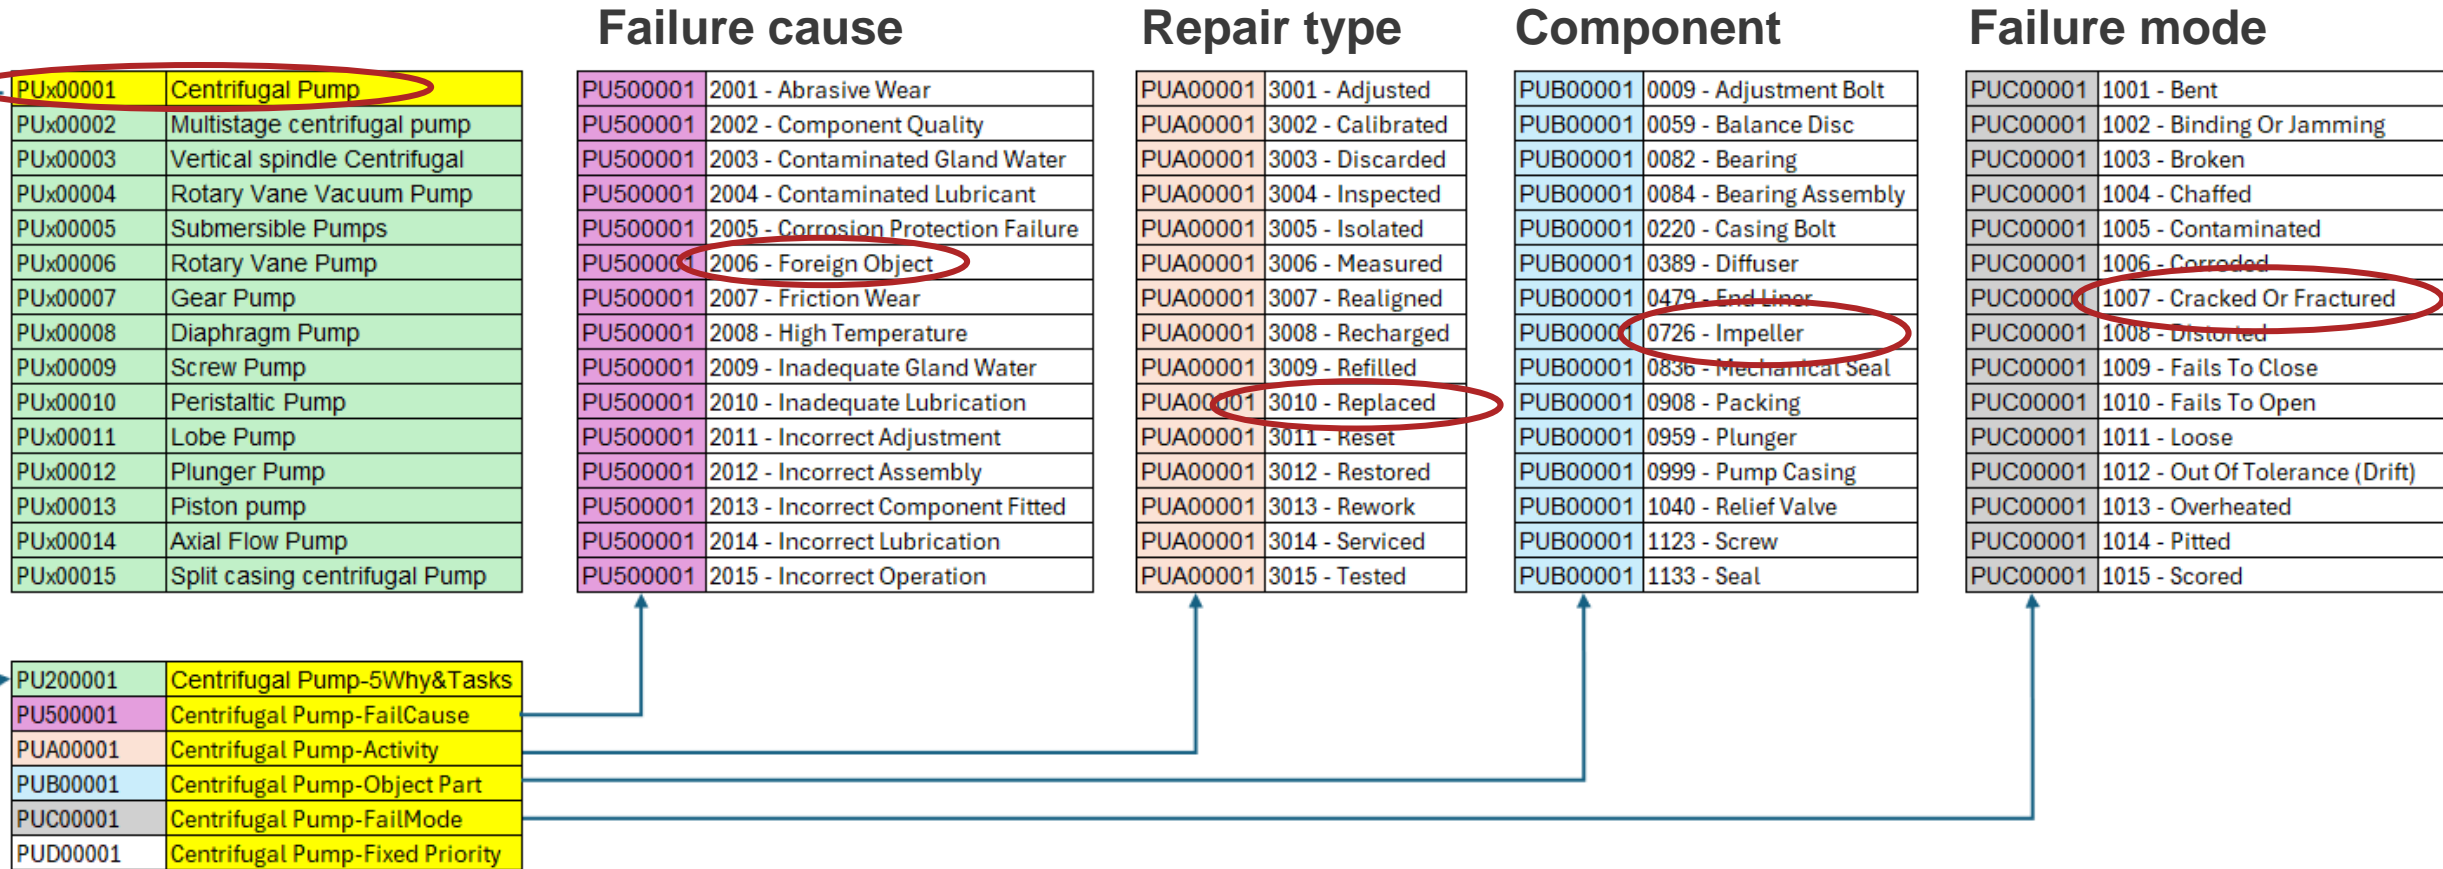 Failure cause
Repair type
Component
Failure mode
PUx00001 Centrifugal Pump
PUx00002 Multistage centrifugal pump
PUx00003 Vertical spindle Centrifugal
PUx00004 Rotary Vane Vacuum Pump
PUx00005 Submersible Pumps
PUx00006 Rotary Vane Pump
PUx00007 Gear Pump
PUx00008 Diaphragm Pump
PUx00009 Screw Pump
PUx00010 Peristaltic Pump
PUx00011 Lobe Pump
PUx00012 Plunger Pump
PUx00013 Piston pump
PUx00014 Axial Flow Pump
PUx00015 Split casing centrifugal Pump
PU500001 2001 - Abrasive Wear
PU500001 2002 - Component Quality
PU500001 2003 - Contaminated Gland Water
PU500001 2004 - Contaminated Lubricant
PU500001 2005 - Corrosion Protection Failure
PU500001 2006 - Foreign Object
PU500001 2007 - Friction Wear
PU500001 2008 - High Temperature
PU500001 2009 - Inadequate Gland Water
PU500001 2010 - Inadequate Lubrication
PU500001 2011 - Incorrect Adjustment
PU500001 2012 - Incorrect Assembly
PU500001 2013 - Incorrect Component Fitted
PU500001 2014 - Incorrect Lubrication
PU500001 2015 - Incorrect Operation
PUA00001 3001 - Adjusted
PUA00001 3002 - Calibrated
PUA00001 3003 - Discarded
PUA00001 3004 - Inspected
PUA00001 3005 - Isolated
PUA00001 3006 - Measured
PUA00001 3007 - Realigned
PUA00001 3008 - Recharged
PUA00001 3009 - Refilled
PUA00001 3010 - Replaced
PUA00001 3011 - Reset
PUA00001 3012 - Restored
PUA00001 3013 - Rework
PUA00001 3014 - Serviced
PUA00001 3015 - Tested
PUB00001 0009 - Adjustment Bolt
PUB00001 0059 - Balance Disc
PUB00001 0082 - Bearing
PUB00001 0084 - Bearing Assembly
PUB00001 0220 - Casing Bolt
PUB00001 0389 - Diffuser
PUB00001 0479 - End Liner
PUB00001 0726 - Impeller
PUB00001 0836 - Mechanical Seal
PUB00001 0908 - Packing
PUB00001 0959 - Plunger
PUB00001 0999 - Pump Casing
PUB00001 1040 - Relief Valve
PUB00001 1123 - Screw
PUB00001 1133 - Seal
PUC00001 1001 - Bent
PUC00001 1002 - Binding Or Jamming
PUC00001 1003 - Broken
PUC00001 1004 - Chaffed
PUC00001 1005 - Contaminated
PUC00001 1006 - Corroded
PUC00001 1007 - Cracked Or Fractured
PUC00001 1008 - Distorted
PUC00001 1009 - Fails To Close
PUC00001 1010 - Fails To Open
PUC00001 1011 - Loose
PUC00001 1012 - Out Of Tolerance (Drift)
PUC00001 1013 - Overheated
PUC00001 1014 - Pitted
PUC00001 1015 - Scored
PU200001 Centrifugal Pump-5Why&Tasks
PU500001 Centrifugal Pump-FailCause
PUA00001 Centrifugal Pump-Activity
PUB00001 Centrifugal Pump-Object Part
PUC00001 Centrifugal Pump-FailMode
PUD00001 Centrifugal Pump-Fixed Priority